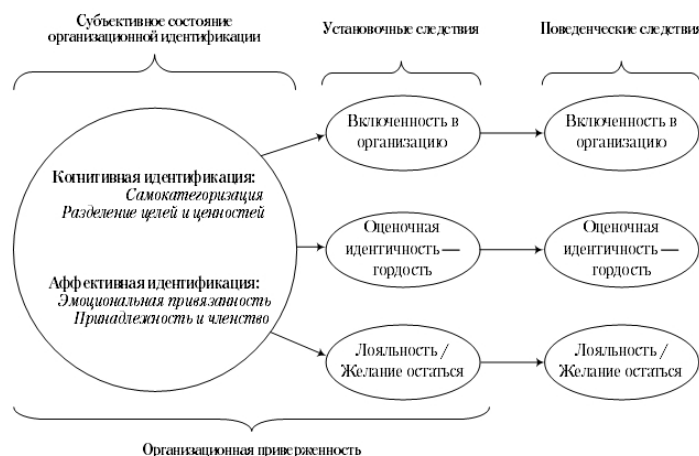 Субъективное состояние
организационной идентификации
Установочные следствия
Поведенческие следствия
Когнитивная идентификация:
Самокатегоризация
Разделение целей и ценностей
Аффективная идентификация:
Эмоциональная привязанность
Принадлежность и членство
Включенность в
организацию
Включенность в
организацию
Оценочная
идентичность —
гордость
Оценочная
идентичность —
гордость
Лояльность /
Желание остаться
Лояльность /
Желание остаться
Организационная приверженность